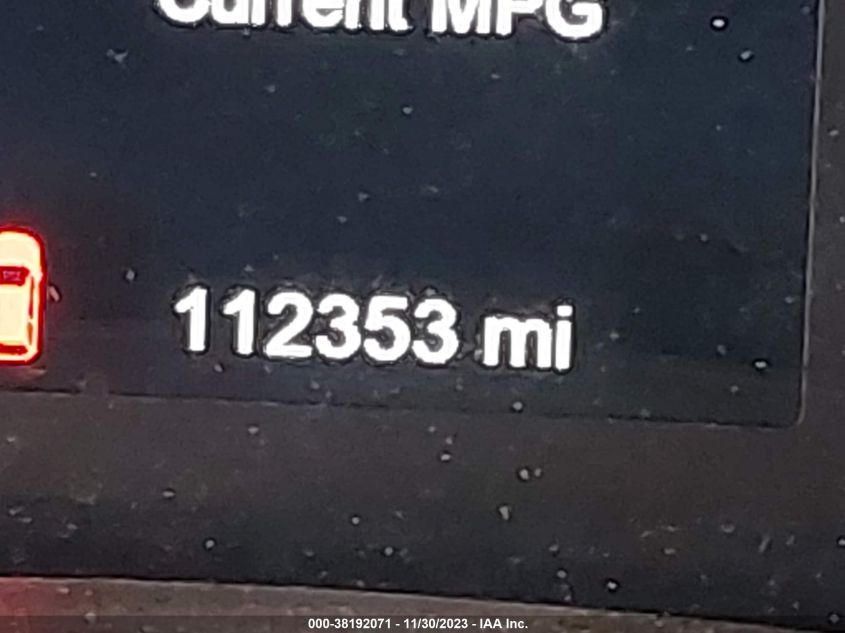 Current MPG
112353 mi
000-38192071 - 11/30/2023 - IAA Inc.